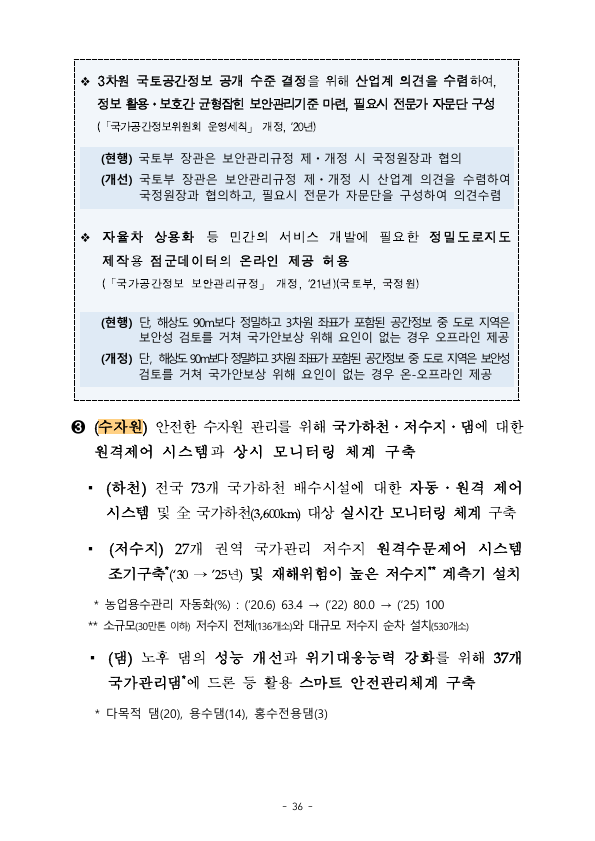 ❖ 3차원 국토공간정보 공개 수준 결정을 위해 산업계 의견을 수렴하여,
정보 활용·보호간 균형잡힌 보안관리기준 마련, 필요시 전문가 자문단 구성
(「국가공간정보위원회 운영세칙」 개정, ‘20년)
(현행) 국토부 장관은 보안관리규정 제·개정 시 국정원장과 협의
(개선) 국토부 장관은 보안관리규정 제·개정 시 산업계 의견을 수렴하여
국정원장과 협의하고, 필요시 전문가 자문단을 구성하여 의견수렴
❖ 자율차 상용화 등 민간의 서비스 개발에 필요한 정밀도로지도
제작용 점군데이터의 온라인 제공 허용
(「국가공간정보 보안관리규정」 개정, ‘21년)(국토부, 국정원)
(현행) 단, 해상도 90m보다 정밀하고 3차원 좌표가 포함된 공간정보 중 도로 지역은
보안성 검토를 거쳐 국가안보상 위해 요인이 없는 경우 오프라인 제공
(개정) 단, 해상도 90m보다 정밀하고 3차원 좌표가 포함된 공간정보 중 도로 지역은 보안성
검토를 거쳐 국가안보상 위해 요인이 없는 경우 온-오프라인 제공
❸ (수자원) 안전한 수자원 관리를 위해 국가하천·저수지·댐에 대한
원격제어 시스템과 상시 모니터링 체계 구축
▪ (하천) 전국 73개 국가하천 배수시설에 대한 자동·원격 제어
시스템 및 全 국가하천(3,600km) 대상 실시간 모니터링 체계 구축
▪ (저수지) 27개 권역 국가관리 저수지 원격수문제어 시스템
조기구축*(‘30 → ’25년) 및 재해위험이 높은 저수지** 계측기 설치
* 농업용수관리 자동화(%) : (‘20.6) 63.4 → (‘22) 80.0 → (‘25) 100
** 소규모(30만톤 이하) 저수지 전체(136개소)와 대규모 저수지 순차 설치(530개소)
▪ (댐) 노후 댐의 성능 개선과 위기대응능력 강화를 위해 37개
국가관리댐*에 드론 등 활용 스마트 안전관리체계 구축
* 다목적 댐(20), 용수댐(14), 홍수전용댐(3)
- 36 -